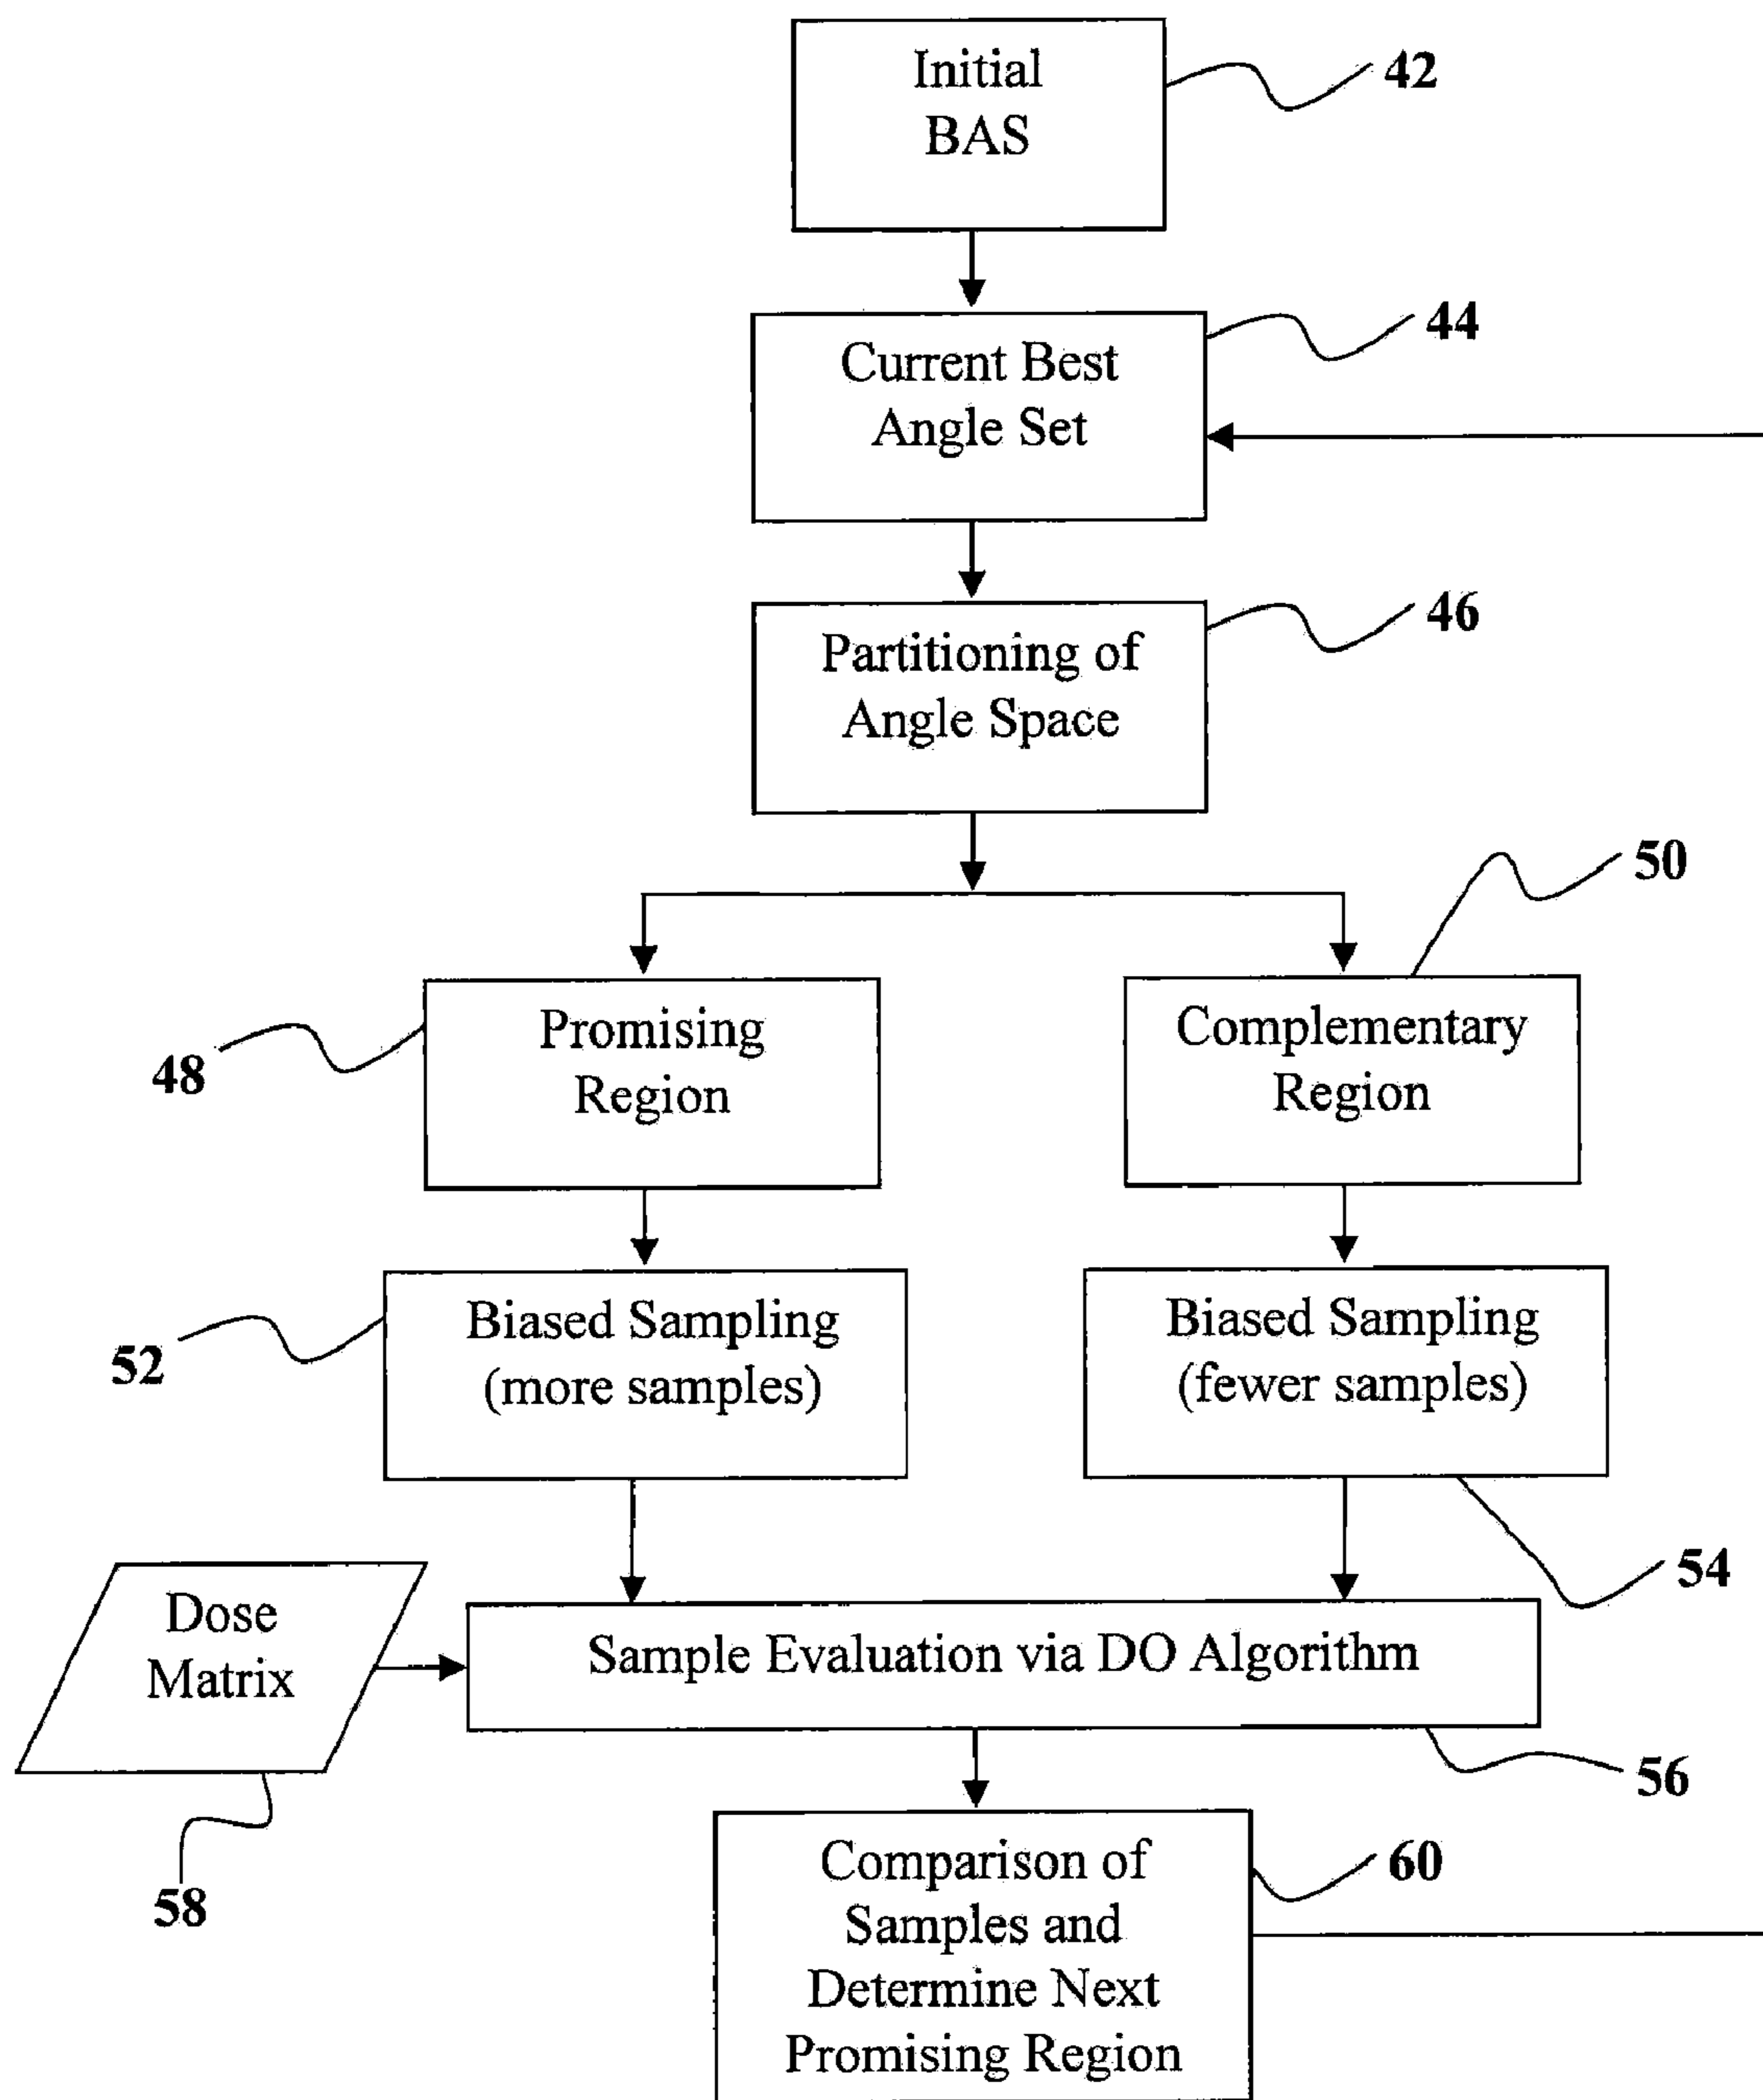 Initial
BAS
42
Current Best
Angle Set
44
Partitioning of
Angle Space
46
50
Promising
Region
Complementary
Region
48
Biased Sampling
(more samples)
Biased Sampling
(fewer samples)
52
54
Dose
Matrix
Sample Evaluation via DO Algorithm
56
58
Comparison of
Samples and
Determine Next
Promising Region
60